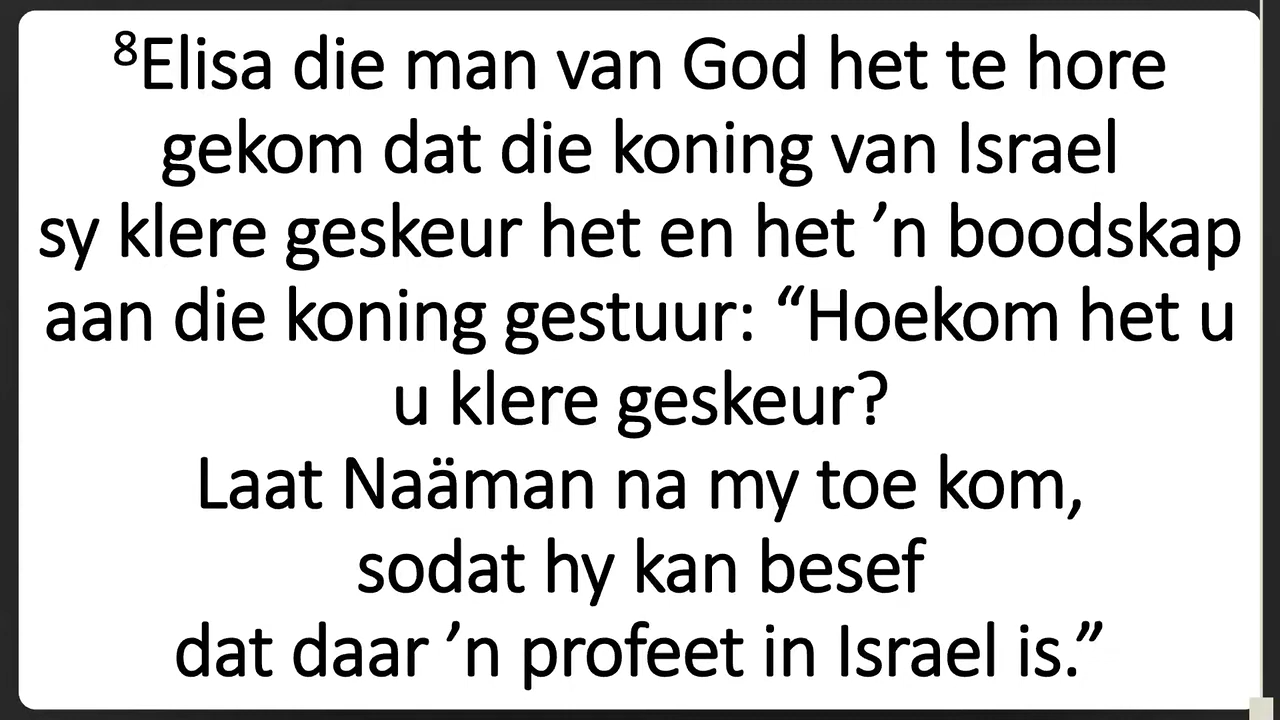 ⁸Elisa die man van God het te hore
gekom dat die koning van Israel
sy klere geskeur het en het ’n boodskap
aan die koning gestuur: “Hoekom het u
u klere geskeur?
Laat Naäman na my toe kom,
sodat hy kan besef
dat daar ’n profeet in Israel is.”